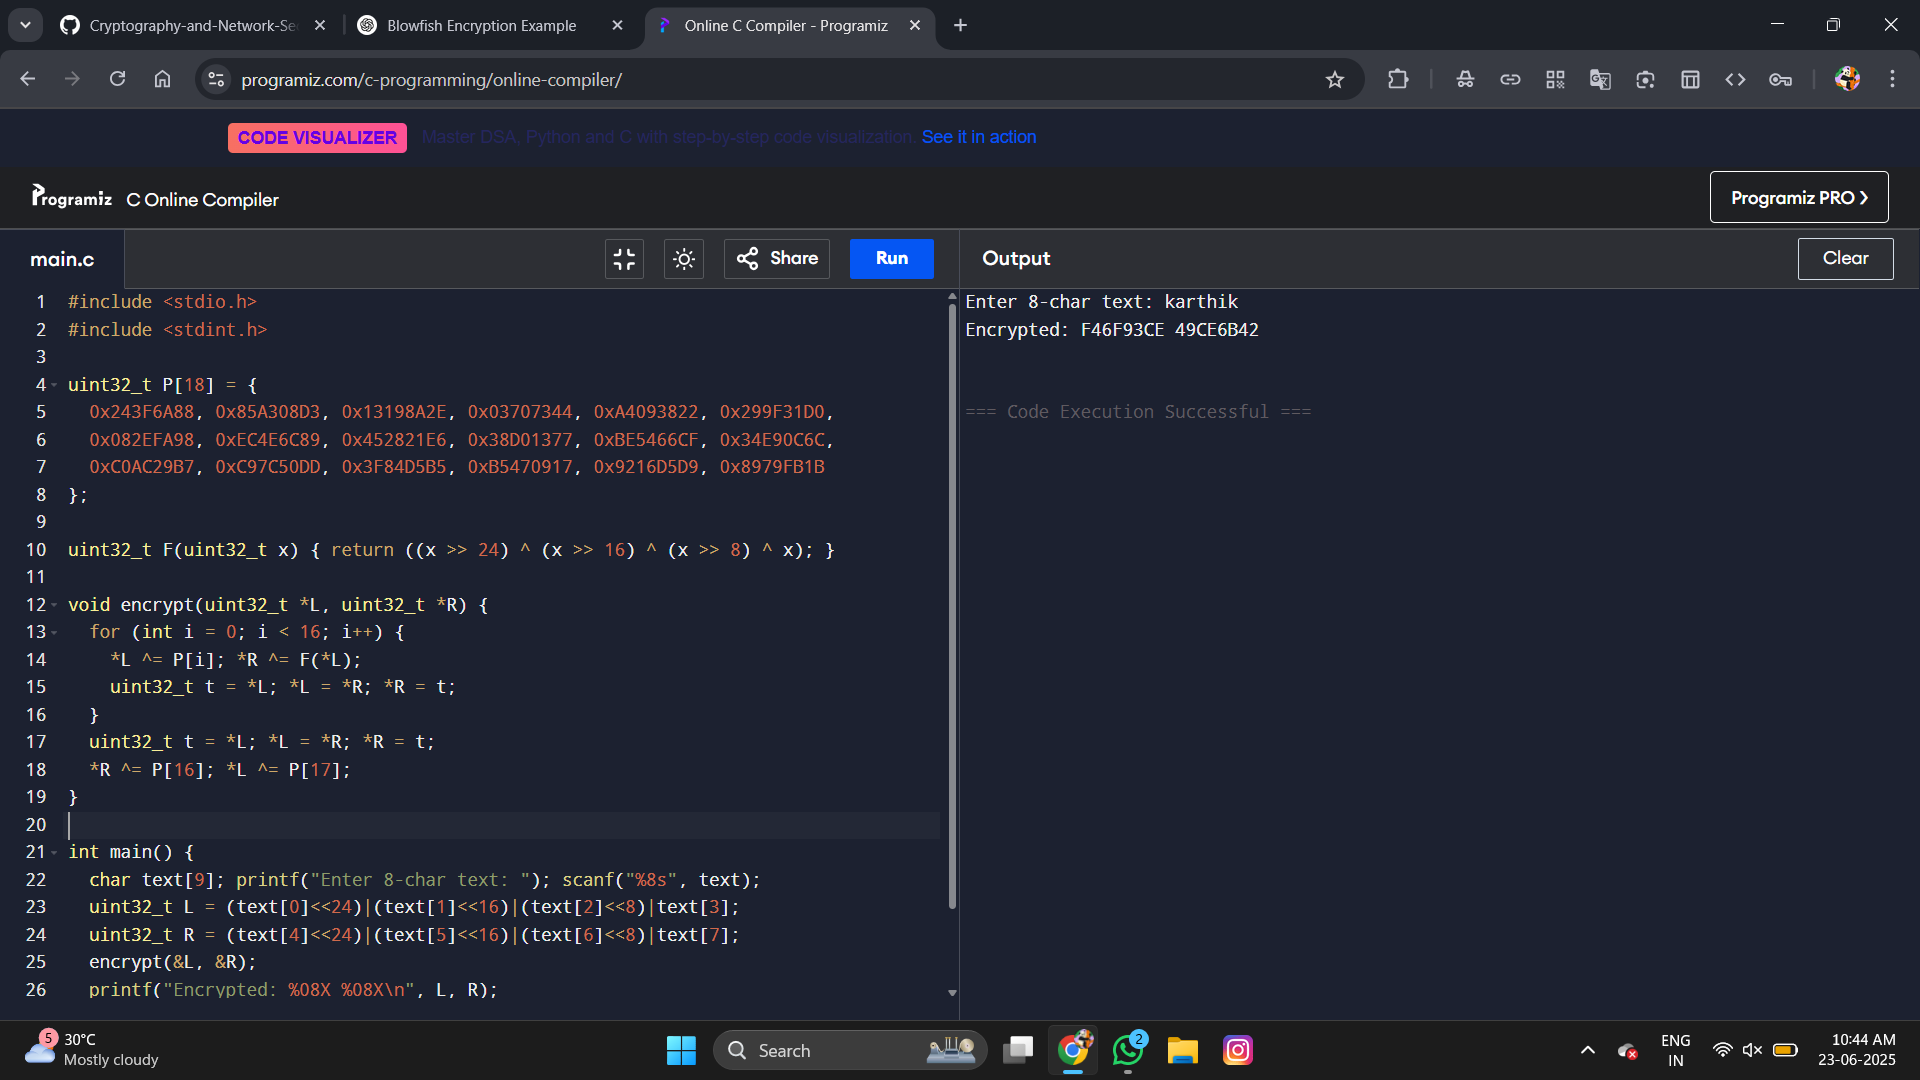 Cryptography-and-Network-Se
Blowfish Encryption Example
Online C Compiler - Programiz
programiz.com/c-programming/online-compiler/
CODE VISUALIZER Master DSA, Python and C with step-by-step code visualization. See it in action
Programiz C Online Compiler
Programiz PRO
main.c
Share
Run
Output
Clear
1 #include <stdio.h>
2 #include <stdint.h>
3
4 uint32_t P[18] = {
5 0x243F6A88, 0x85A308D3, 0x13198A2E, 0x03707344, 0xA4093822, 0x299F31D0,
6 0x082EFA98, 0xEC4E6C89, 0x452821E6, 0x38D01377, 0xBE5466CF, 0x34E90C6C,
7 0xC0AC29B7, 0xC97C50DD, 0x3F84D5B5, 0xB5470917, 0x9216D5D9, 0x8979FB1B
8 };
9
10 uint32_t F(uint32_t x) { return ((x >> 24) ^ (x >> 16) ^ (x >> 8) ^ x); }
11
12 void encrypt(uint32_t *L, uint32_t *R) {
13 for (int i = 0; i < 16; i++) {
14 *L ^= P[i]; *R ^= F(*L);
15 uint32_t t = *L; *L = *R; *R = t;
16 }
17 uint32_t t = *L; *L = *R; *R = t;
18 *R ^= P[16]; *L ^= P[17];
19 }
20
21 int main() {
22 char text[9]; printf("Enter 8-char text: "); scanf("%8s", text);
23 uint32_t L = (text[0]<<24)|(text[1]<<16)|(text[2]<<8)|text[3];
24 uint32_t R = (text[4]<<24)|(text[5]<<16)|(text[6]<<8)|text[7];
25 encrypt(&L, &R);
26 printf("Encrypted: %08X %08X\n", L, R);
Enter 8-char text: karthik
Encrypted: F46F93CE 49CE6B42
=== Code Execution Successful ===
5
30°C
Mostly cloudy
Search
2
ENG
IN
10:44 AM
23-06-2025